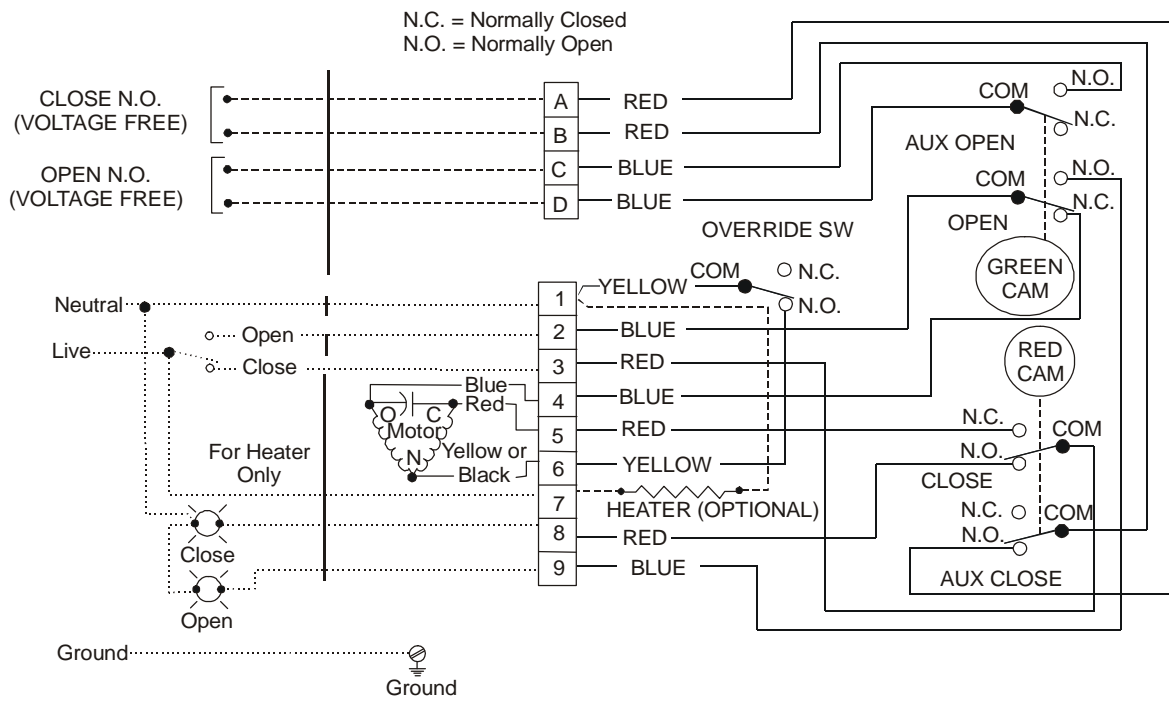 N.C. = Normally Closed
N.O. = Normally Open
CLOSE N.O.
(VOLTAGE FREE)
OPEN N.O.
(VOLTAGE FREE)
A
RED
B
RED
C
BLUE
D
BLUE
COM
N.O.
N.C.
AUX OPEN
COM
N.O.
N.C.
OPEN
GREEN
CAM
RED
CAM
OVERRIDE SW
COM
N.C.
N.O.
Neutral
Live
Open
Close
1
YELLOW
2
BLUE
3
RED
4
BLUE
5
RED
6
YELLOW
7
HEATER (OPTIONAL)
8
RED
9
BLUE
Blue
Red
O
C
Motor
N
Yellow or
Black
For Heater
Only
N.C.
COM
N.O.
CLOSE
N.C.
COM
N.O.
AUX CLOSE
Close
Open
Ground
Ground